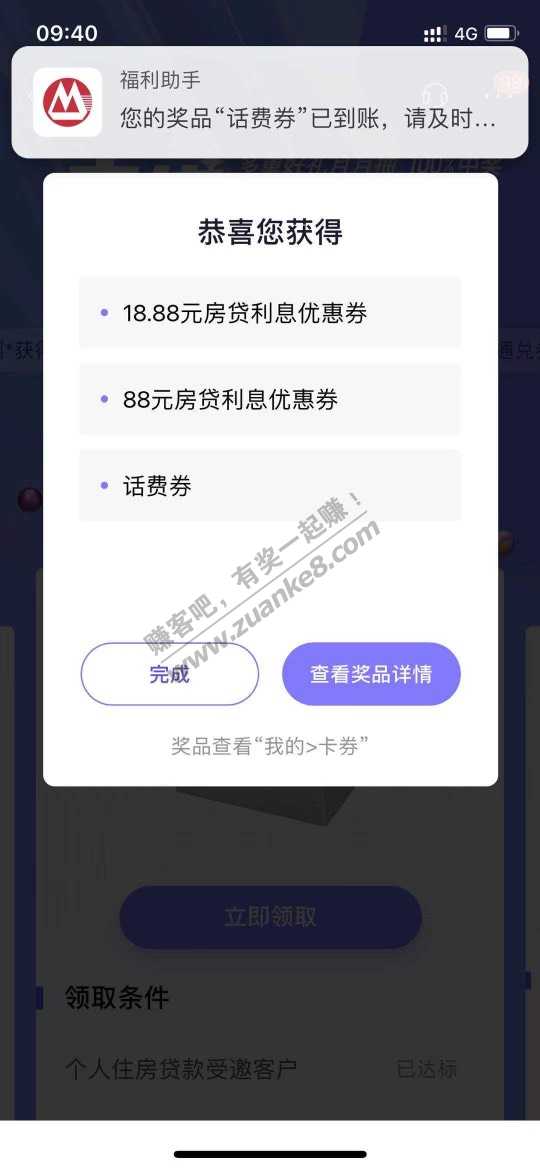 09:40
4G
福利助手
您的奖品“话费券”已到账，请及时...
恭喜您获得
18.88元房贷利息优惠券
88元房贷利息优惠券
话费券
赚客吧，有奖一起赚！
www.zuanke8.com
完成
查看奖品详情
奖品查看“我的>卡券”
立即领取
领取条件
个人住房贷款受邀客户
已达标